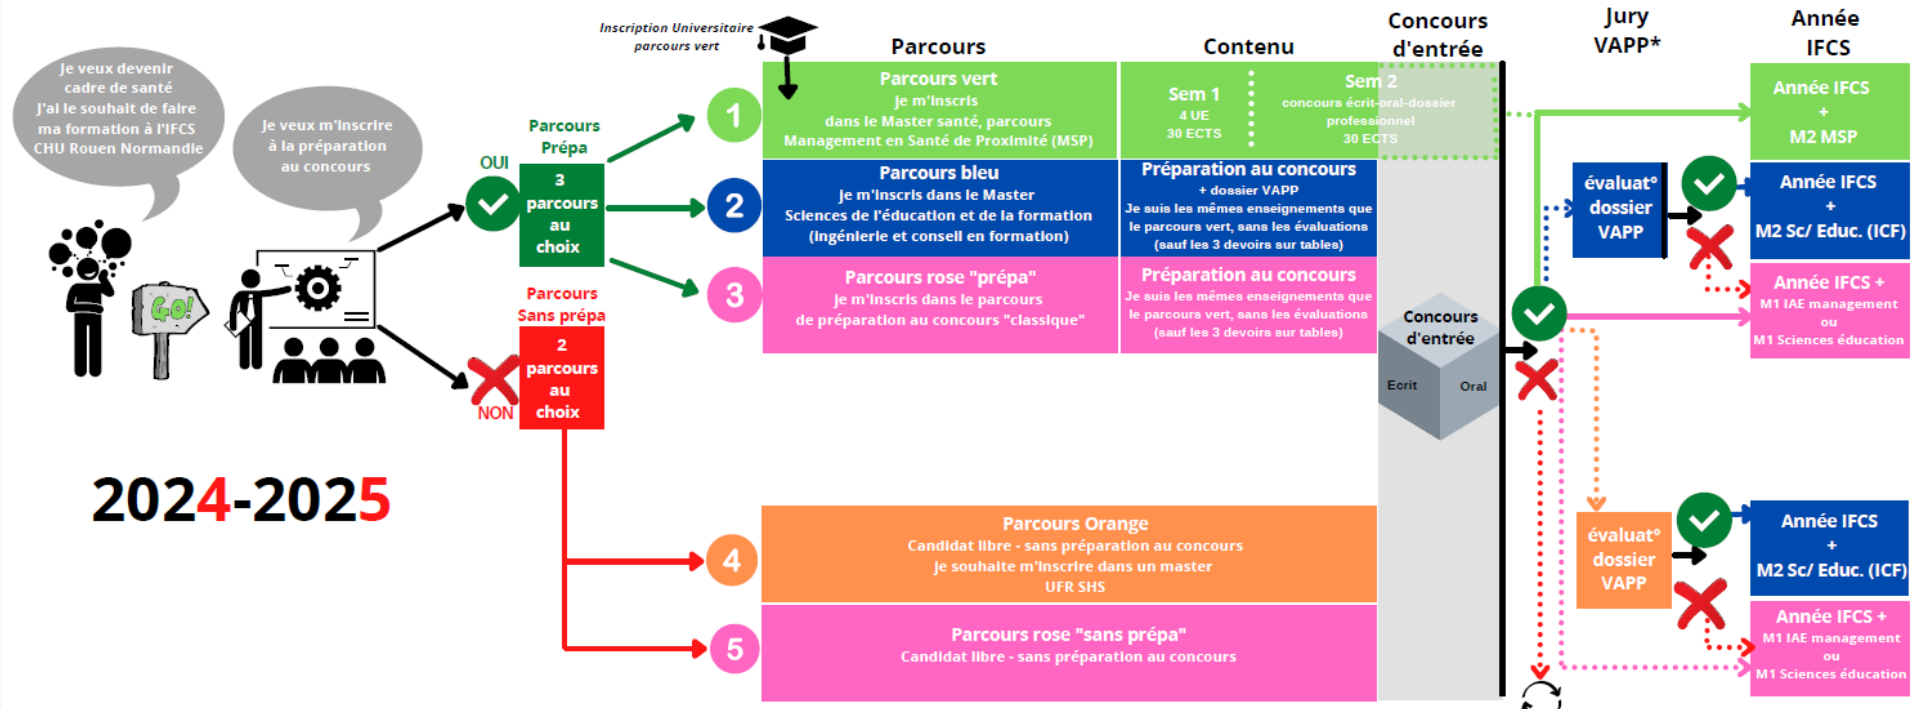 Je veux devenir
cadre de santé
J'ai le souhait de faire
ma formation à l'IFCS
CHU Rouen Normandie
Je veux m'inscrire
à la préparation
au concours
GO!
2024-2025
OUI
NON
Parcours
Prépa
3
parcours
au
choix
Parcours
Sans prépa
2
parcours
au
choix
Inscription Universitaire
parcours vert
Parcours
Contenu
Concours
d'entrée
Jury
VAPP*
Année
IFCS
1
Parcours vert
Je m'inscris
dans le Master santé, parcours
Management en Santé de Proximité (MSP)
Sem 1
4 UE
30 ECTS
Sem 2
concours écrit-oral-dossier
professionnel
30 ECTS
2
Parcours bleu
Je m'inscris dans le Master
Sciences de l'éducation et de la formation
(Ingénierie et conseil en formation)
Préparation au concours
+ dossier VAPP
Je suis les mêmes enseignements que
le parcours vert, sans les évaluations
(sauf les 3 devoirs sur tables)
3
Parcours rose "prépa"
Je m'inscris dans le parcours
de préparation au concours "classique"
Préparation au concours
Je suis les mêmes enseignements que
le parcours vert, sans les évaluations
(sauf les 3 devoirs sur tables)
4
Parcours Orange
Candidat libre - sans préparation au concours
Je souhaite m'inscrire dans un master
UFR SHS
5
Parcours rose "sans prépa"
Candidat libre - sans préparation au concours
Concours
d'entrée
Ecrit
Oral
évaluat°
dossier
VAPP
évaluat°
dossier
VAPP
Année IFCS
+
M2 MSP
Année IFCS
+
M2 Sc/ Educ. (ICF)
Année IFCS +
M1 IAE management
ou
M1 Sciences éducation
Année IFCS
+
M2 Sc/ Educ. (ICF)
Année IFCS +
M1 IAE management
ou
M1 Sciences éducation